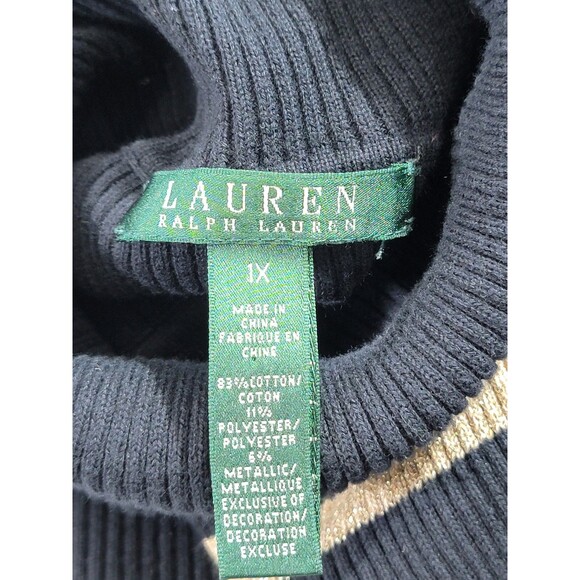 LAUREN
RALPH LAUREN
1X
MADE IN
CHINA
FABRIQUE EN
CHINE
83% COTTON/
COTON
11%
POLYESTER/
POLYESTER
6%
METALLIC/
METALLIQUE
EXCLUSIVE OF
DECORATION/
DECORATION
EXCLUSE